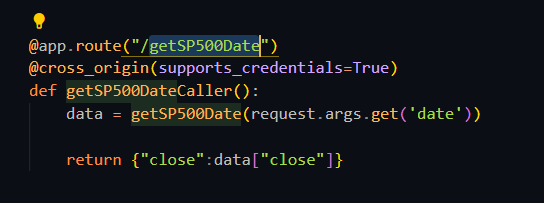 @app.route("/getSP500Date")
@cross_origin(supports_credentials=True)
def getSP500DateCaller():
    data = getSP500Date(request.args.get('date'))
    return {"close":data["close"]}